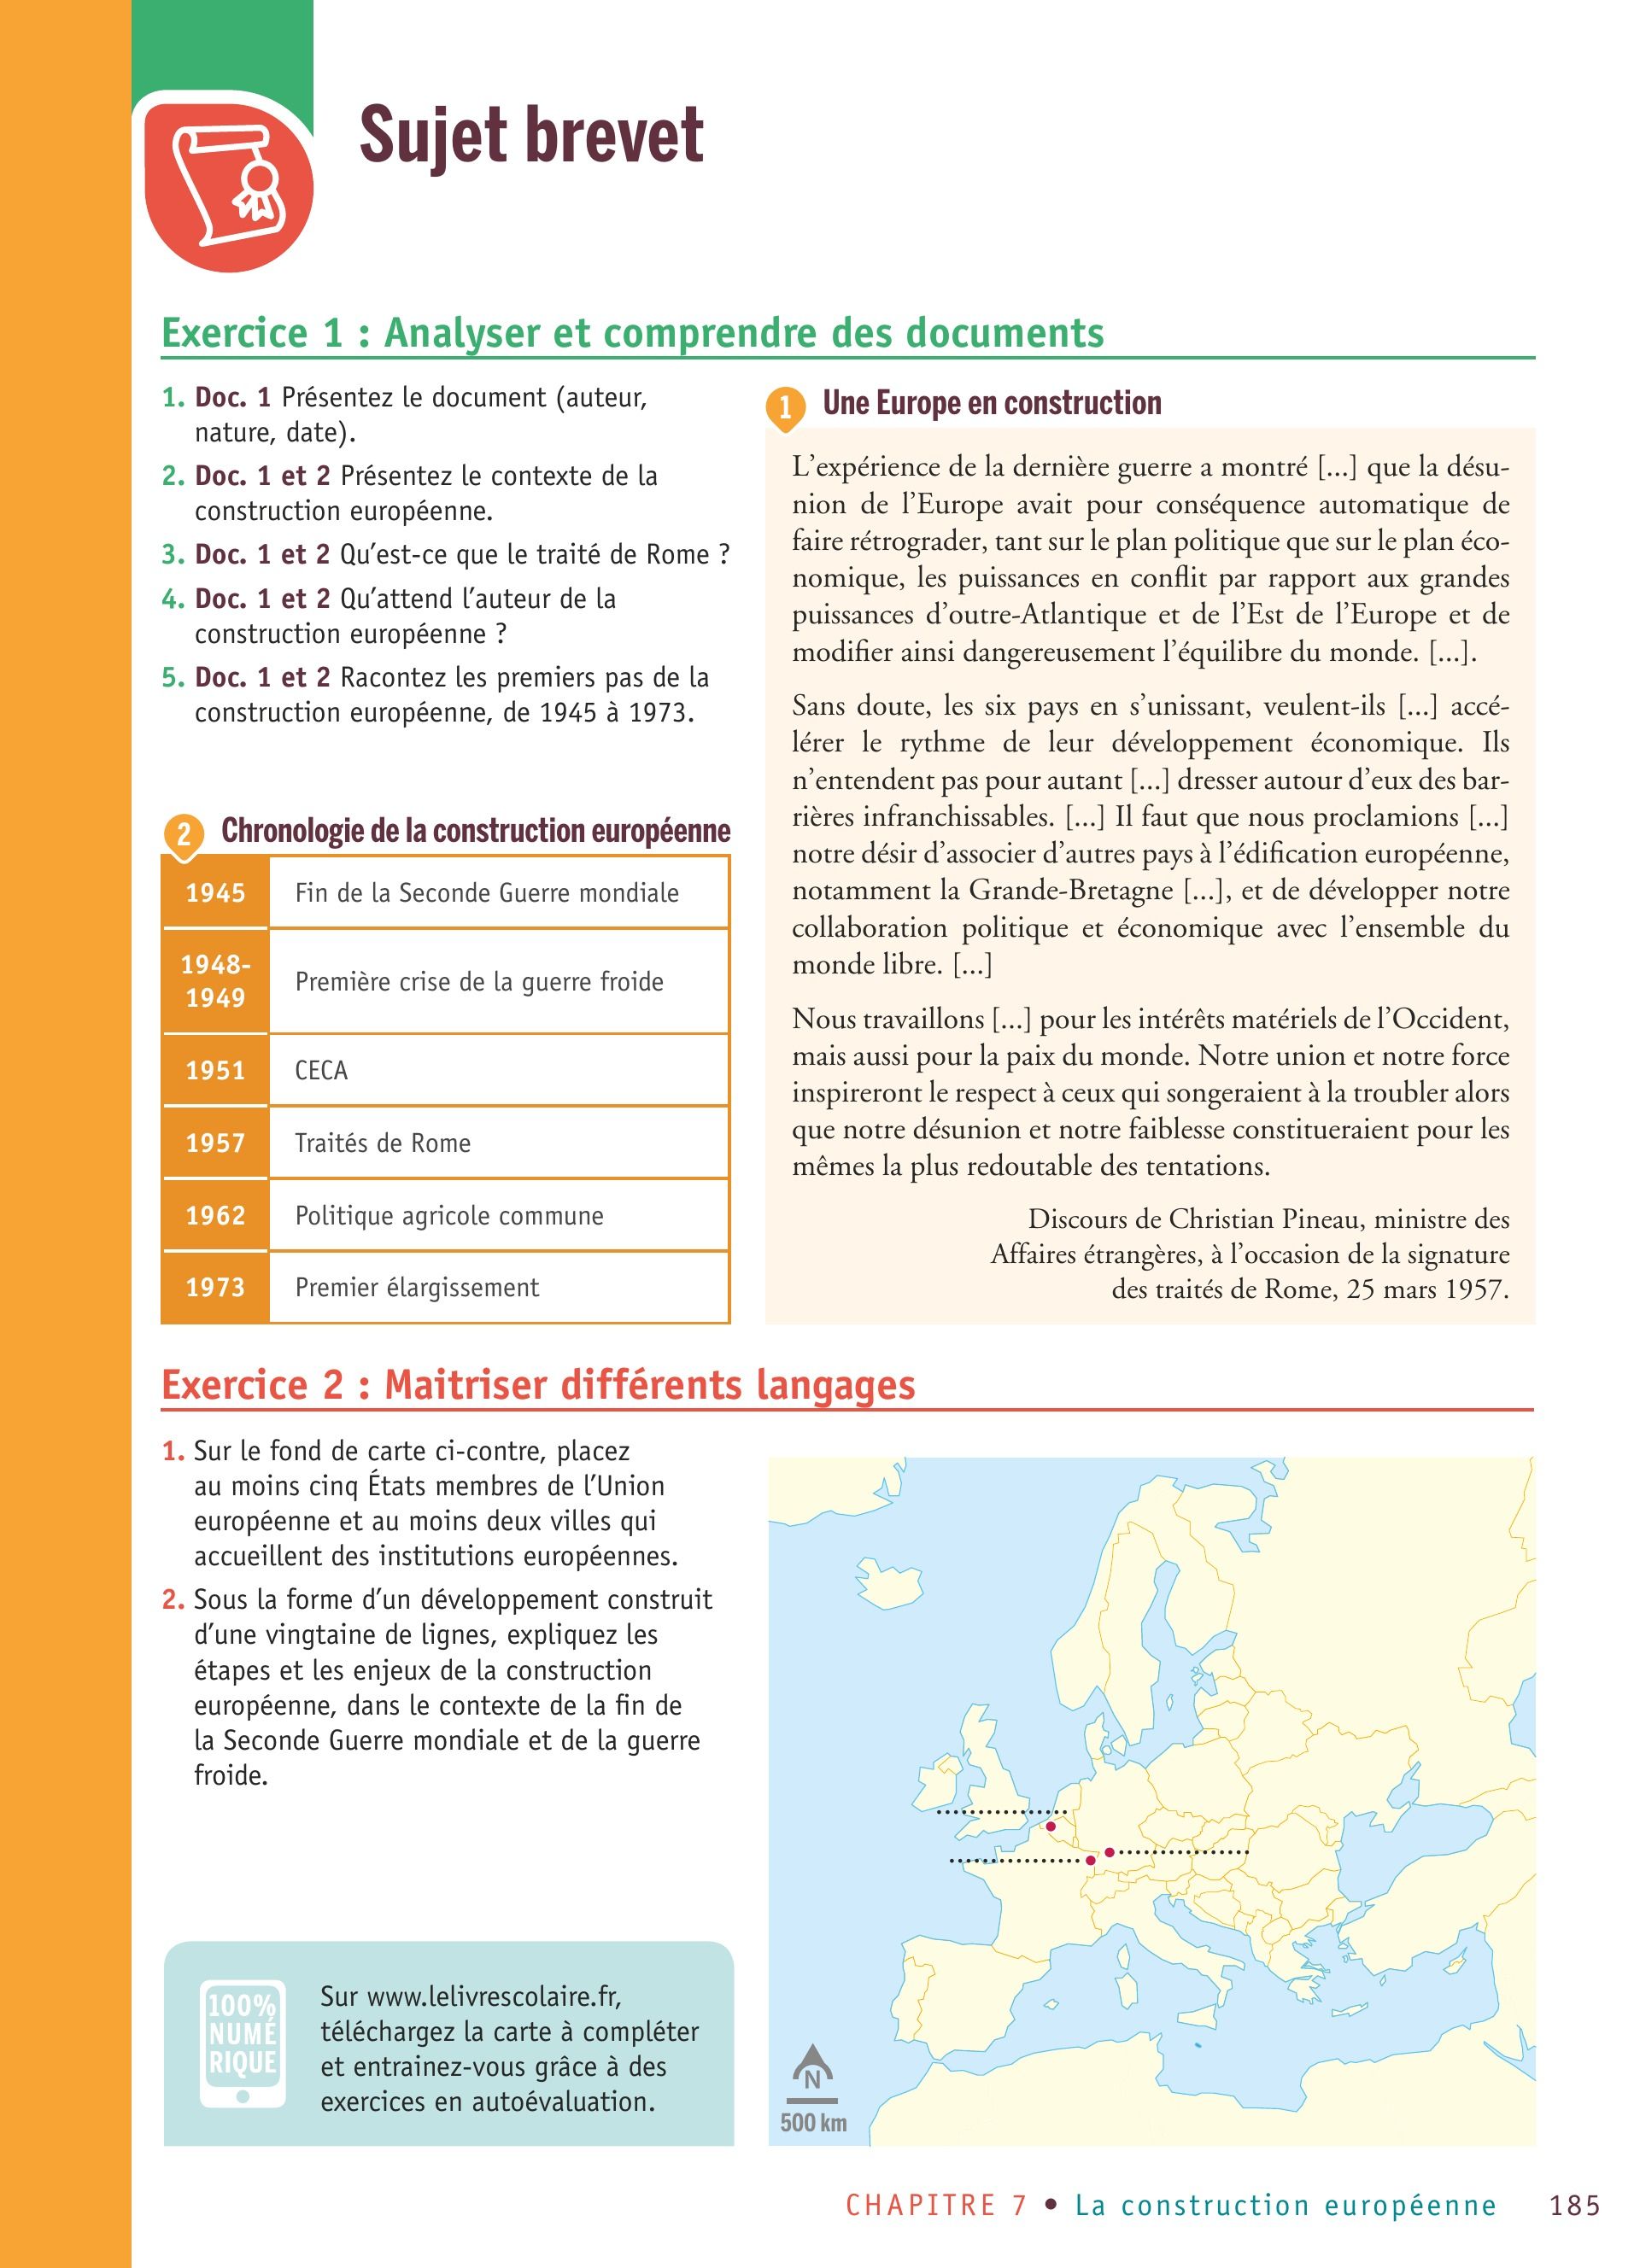 Sujet brevet
Exercice 1 : Analyser et comprendre des documents
1. Doc. 1 Présentez le document (auteur,
nature, date).
2. Doc. 1 et 2 Présentez le contexte de la
construction européenne.
3. Doc. 1 et 2 Qu’est-ce que le traité de Rome ?
4. Doc. 1 et 2 Qu’attend l’auteur de la
construction européenne ?
5. Doc. 1 et 2 Racontez les premiers pas de la
construction européenne, de 1945 à 1973.
2 Chronologie de la construction européenne
1945 Fin de la Seconde Guerre mondiale
1948-
1949 Première crise de la guerre froide
1951 CECA
1957 Traités de Rome
1962 Politique agricole commune
1973 Premier élargissement
1 Une Europe en construction
L’expérience de la dernière guerre a montré [...] que la désu-
nion de l’Europe avait pour conséquence automatique de
faire rétrograder, tant sur le plan politique que sur le plan éco-
nomique, les puissances en conflit par rapport aux grandes
puissances d’outre-Atlantique et de l’Est de l’Europe et de
modifier ainsi dangereusement l’équilibre du monde. [...].
Sans doute, les six pays en s’unissant, veulent-ils [...] accé-
lérer le rythme de leur développement économique. Ils
n’entendent pas pour autant [...] dresser autour d’eux des bar-
rières infranchissables. [...] Il faut que nous proclamions [...]
notre désir d’associer d’autres pays à l’édification européenne,
notamment la Grande-Bretagne [...], et de développer notre
collaboration politique et économique avec l’ensemble du
monde libre. [...]
Nous travaillons [...] pour les intérêts matériels de l’Occident,
mais aussi pour la paix du monde. Notre union et notre force
inspireront le respect à ceux qui songeraient à la troubler alors
que notre désunion et notre faiblesse constitueraient pour les
mêmes la plus redoutable des tentations.
Discours de Christian Pineau, ministre des
Affaires étrangères, à l’occasion de la signature
des traités de Rome, 25 mars 1957.
Exercice 2 : Maitriser différents langages
1. Sur le fond de carte ci-contre, placez
au moins cinq États membres de l’Union
européenne et au moins deux villes qui
accueillent des institutions européennes.
2. Sous la forme d’un développement construit
d’une vingtaine de lignes, expliquez les
étapes et les enjeux de la construction
européenne, dans le contexte de la fin de
la Seconde Guerre mondiale et de la guerre
froide.
100%
NUMÉ
RIQUE
Sur www.lelivrescolaire.fr,
téléchargez la carte à compléter
et entrainez-vous grâce à des
exercices en autoévaluation.
N
500 km
CHAPITRE 7 • La construction européenne 185